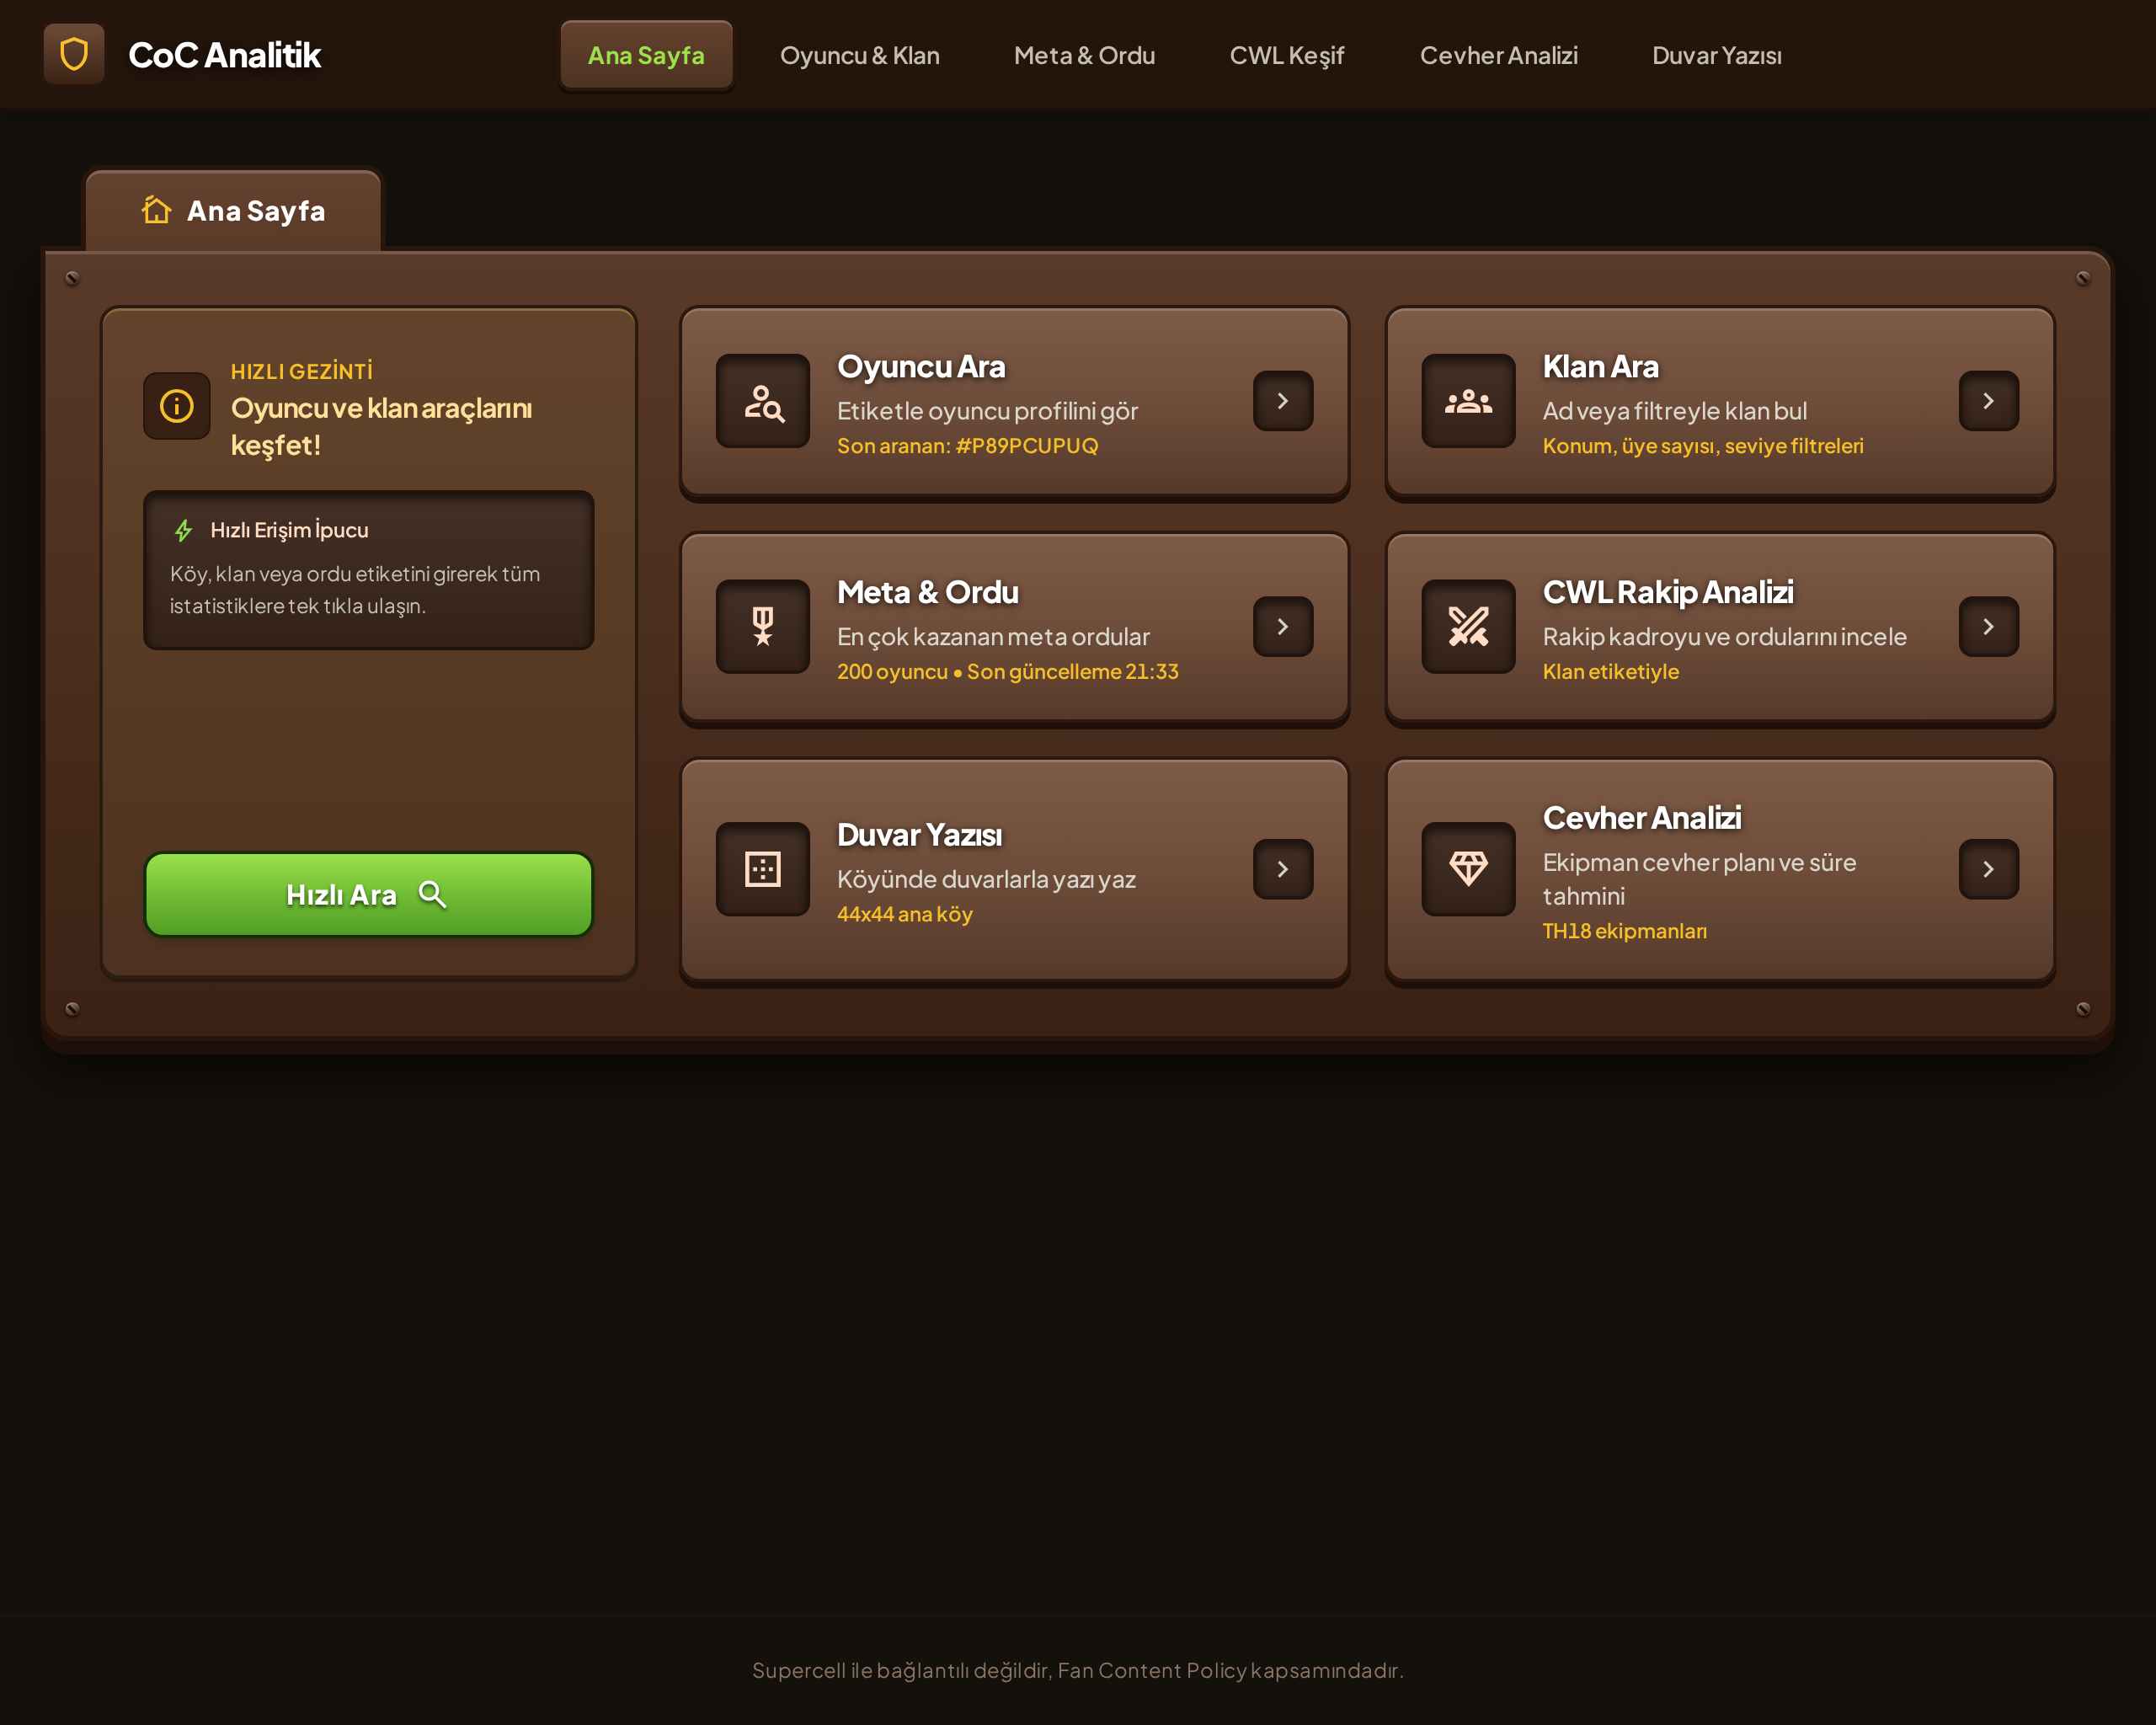 CoC Analitik
Ana Sayfa
Oyuncu & Klan
Meta & Ordu
CWL Keşif
Cevher Analizi
Duvar Yazısı
Ana Sayfa
HIZLI GEZİNTİ
Oyuncu ve klan araçlarını
keşfet!
Hızlı Erişim İpucu
Köy, klan veya ordu etiketini girerek tüm
istatistiklere tek tıkla ulaşın.
Hızlı Ara
Oyuncu Ara
Etiketle oyuncu profilini gör
Son aranan: #P89PCUPUQ
Klan Ara
Ad veya filtreyle klan bul
Konum, üye sayısı, seviye filtreleri
Meta & Ordu
En çok kazanan meta ordular
200 oyuncu • Son güncelleme 21:33
CWL Rakip Analizi
Rakip kadroyu ve ordularını incele
Klan etiketiyle
Duvar Yazısı
Köyünde duvarlarla yazı yaz
44x44 ana köy
Cevher Analizi
Ekipman cevher planı ve süre
tahmini
TH18 ekipmanları
Supercell ile bağlantılı değildir, Fan Content Policy kapsamındadır.